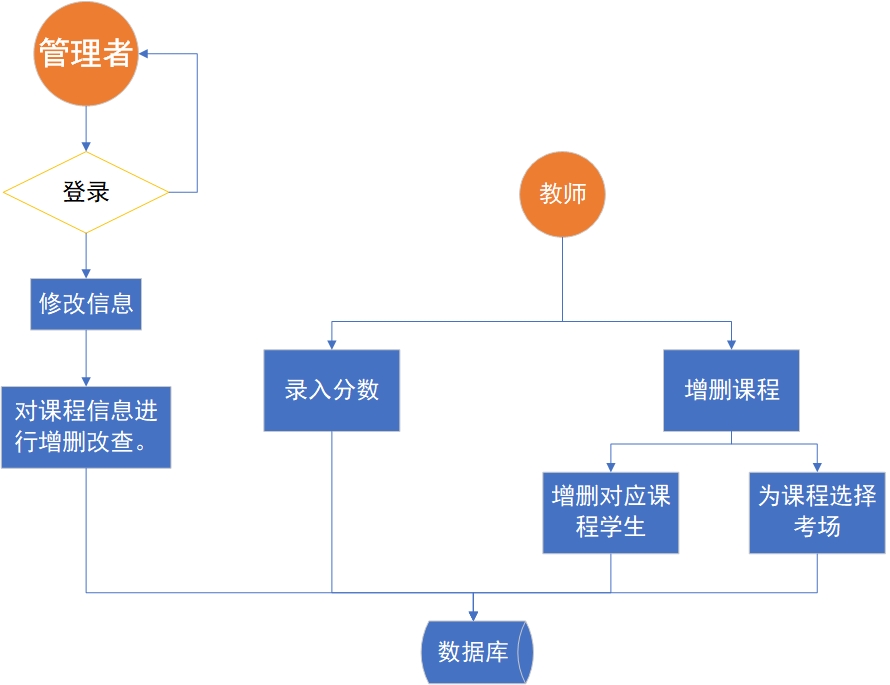 管理者
登录
修改信息
对课程信息进
行增删改查。
教师
录入分数
增删课程
增删对应课
程学生
为课程选择
考场
数据库